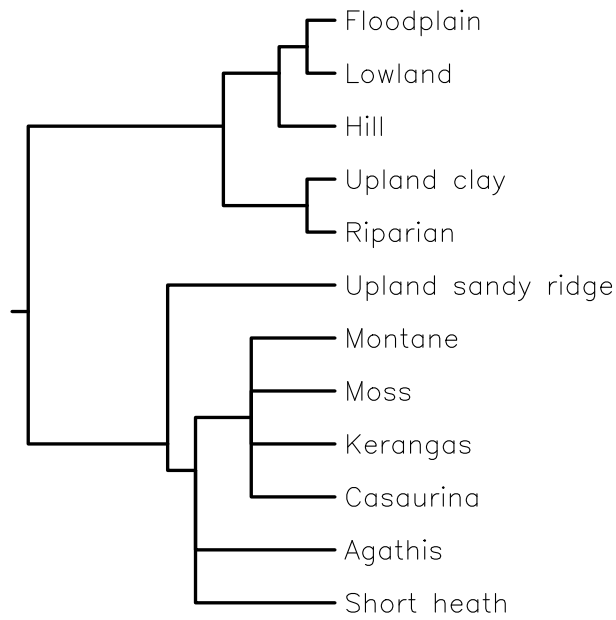 Floodplain
Lowland
Hill
Upland clay
Riparian
Upland sandy ridge
Montane
Moss
Kerangas
Casaurina
Agathis
Short heath